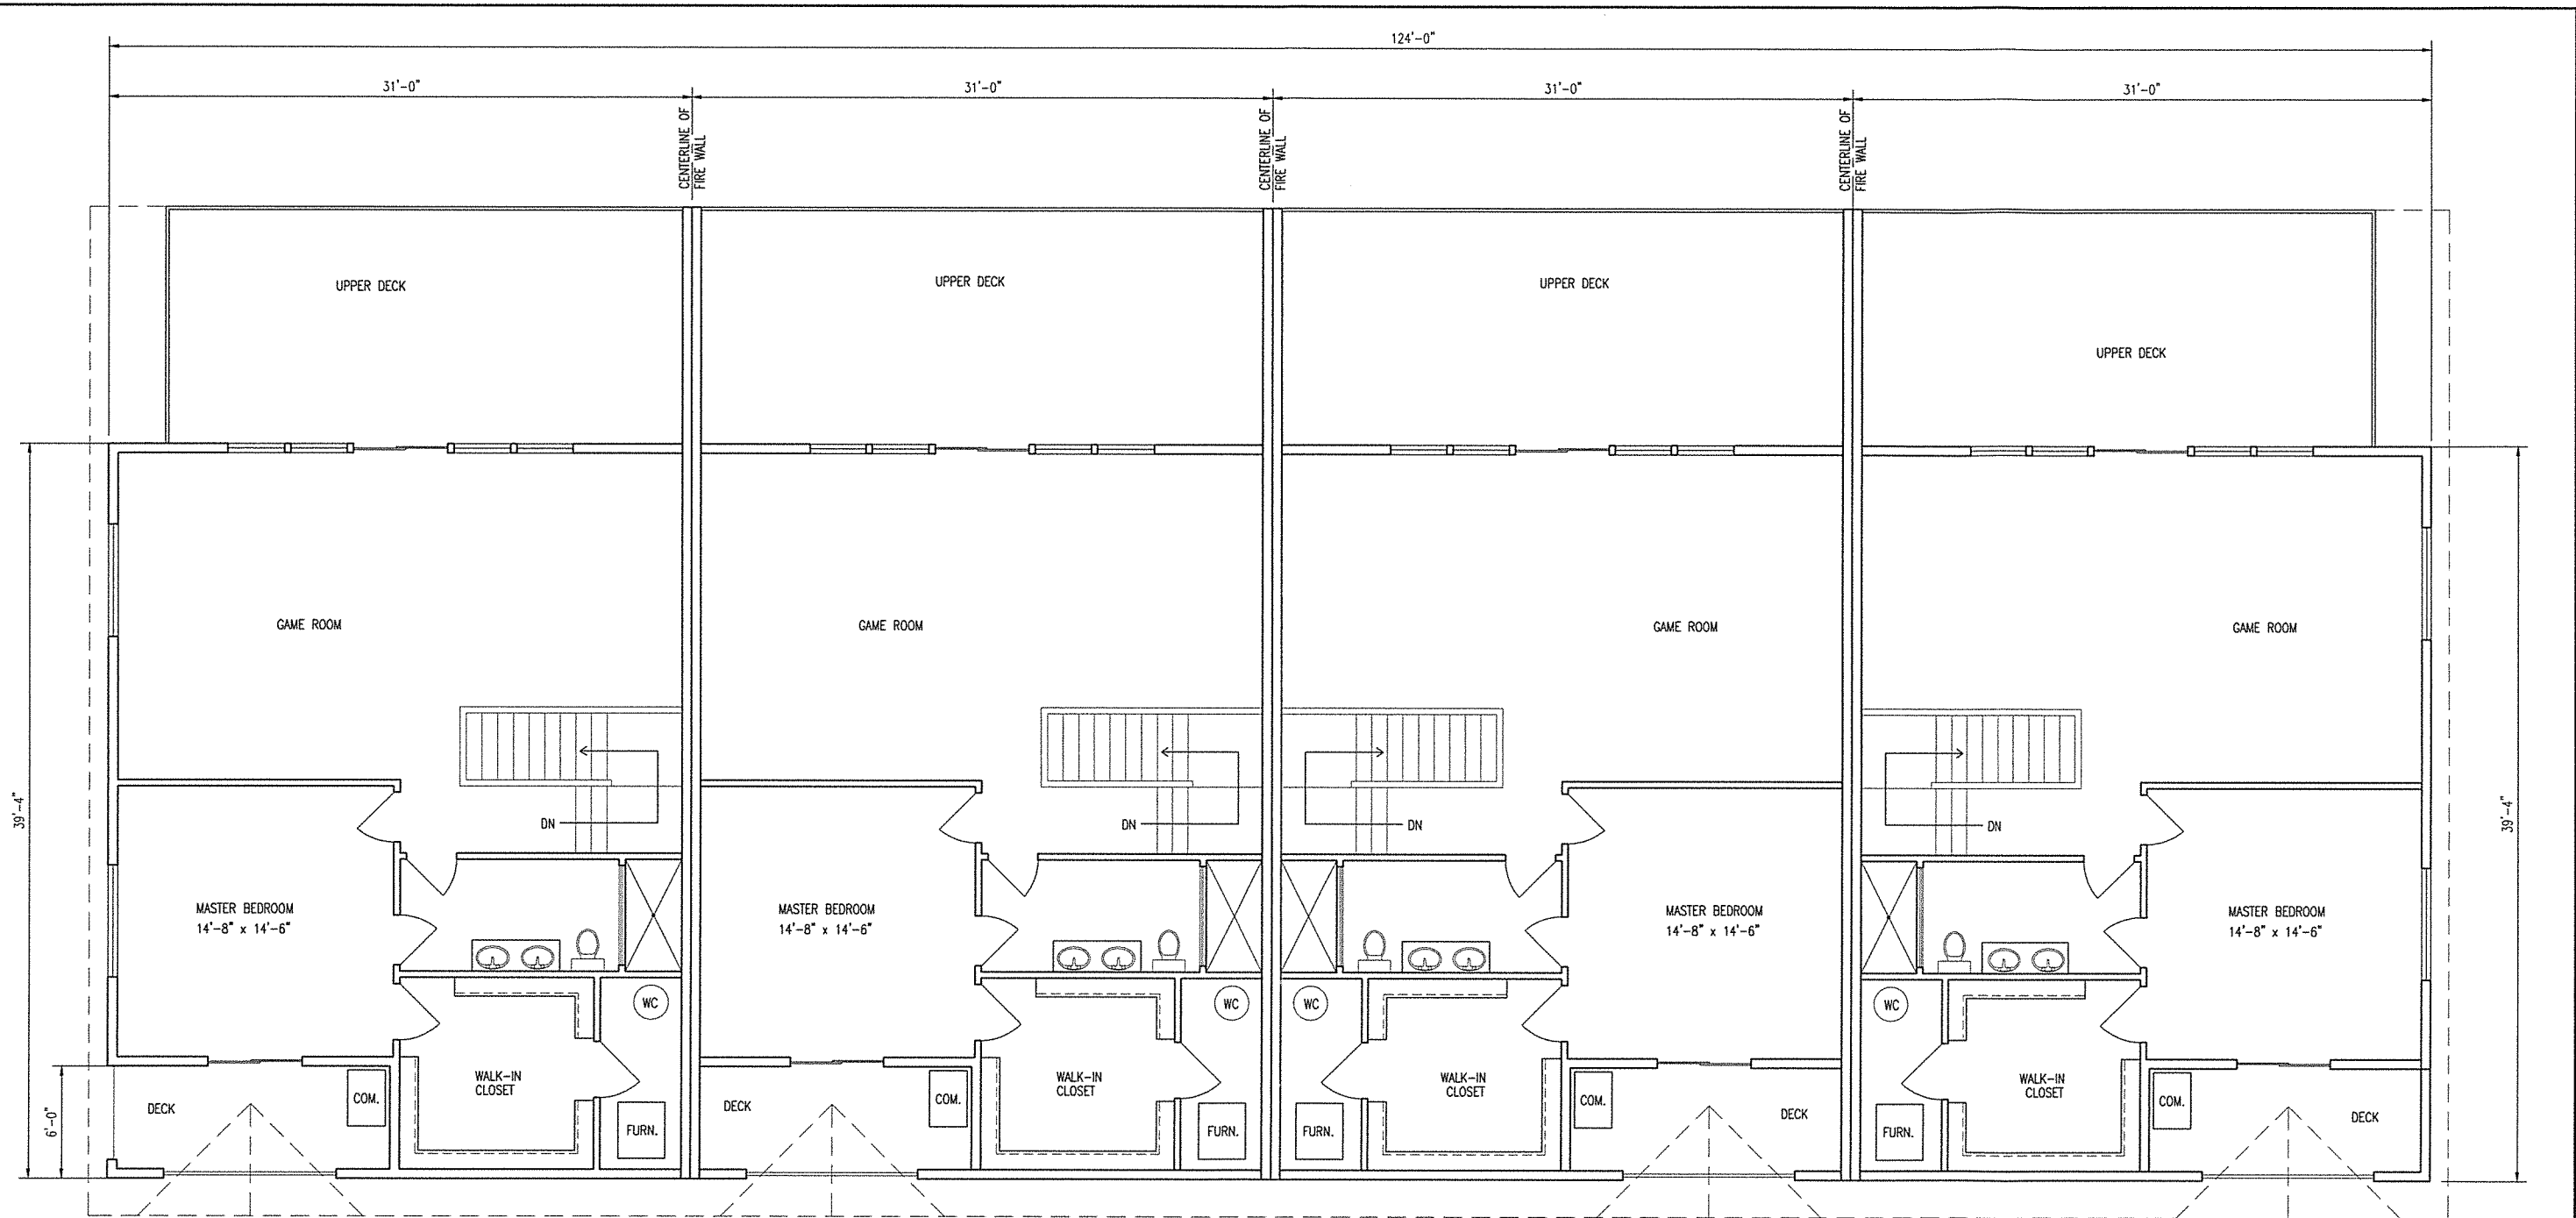 124'-0"
31'-0" 31'-0" 31'-0" 31'-0"
CENTERLINE OF
FIRE WALL
CENTERLINE OF
FIRE WALL
CENTERLINE OF
FIRE WALL
UPPER DECK
UPPER DECK
UPPER DECK
UPPER DECK
GAME ROOM
GAME ROOM
GAME ROOM
GAME ROOM
39'-4"
39'-4"
DN
DN
DN
DN
MASTER BEDROOM
14'-8" x 14'-6"
MASTER BEDROOM
14'-8" x 14'-6"
MASTER BEDROOM
14'-8" x 14'-6"
MASTER BEDROOM
14'-8" x 14'-6"
WC
WC
WC
WC
WALK-IN
CLOSET
WALK-IN
CLOSET
WALK-IN
CLOSET
WALK-IN
CLOSET
6'-0"
DECK
COM.
FURN.
DECK
COM.
FURN.
FURN.
COM.
DECK
FURN.
COM.
DECK